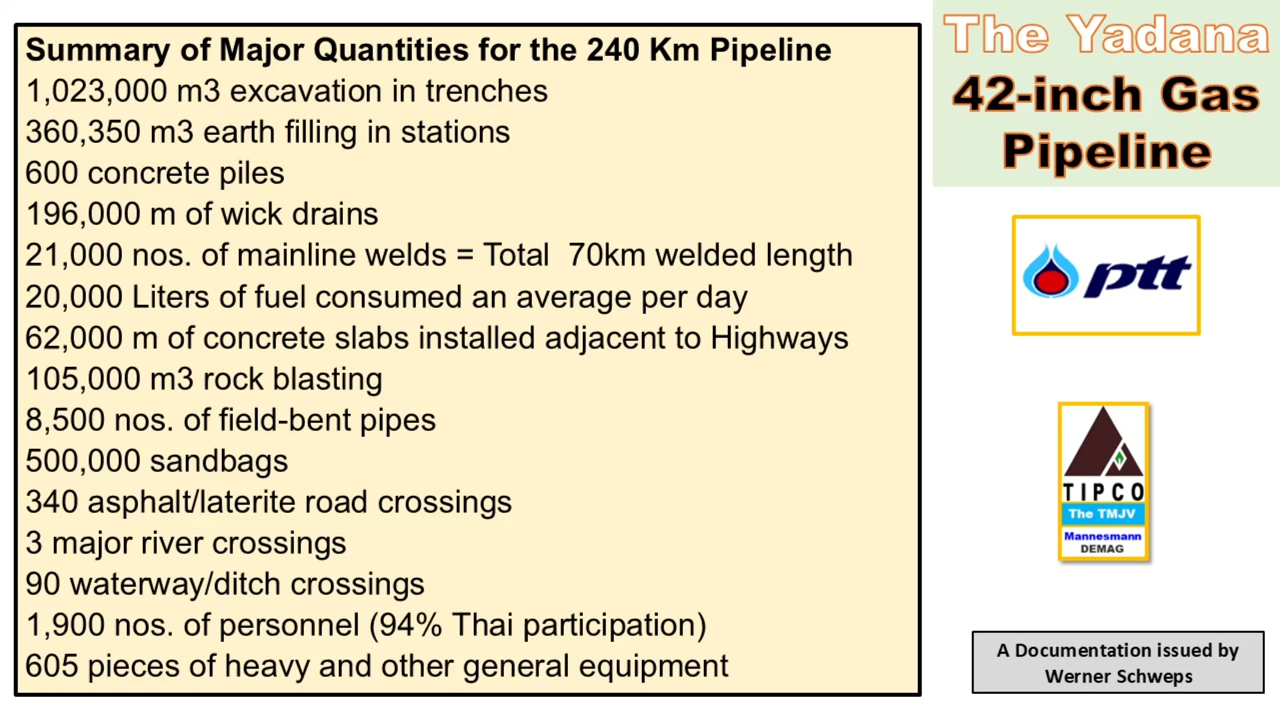 Summary of Major Quantities for the 240 Km Pipeline
1,023,000 m3 excavation in trenches
360,350 m3 earth filling in stations
600 concrete piles
196,000 m of wick drains
21,000 nos. of mainline welds = Total  70km welded length
20,000 Liters of fuel consumed an average per day
62,000 m of concrete slabs installed adjacent to Highways
105,000 m3 rock blasting
8,500 nos. of field-bent pipes
500,000 sandbags
340 asphalt/laterite road crossings
3 major river crossings
90 waterway/ditch crossings
1,900 nos. of personnel (94% Thai participation)
605 pieces of heavy and other general equipment
The Yadana
42-inch Gas
Pipeline
ptt
TIPCO
The TMJV
Mannesmann
DEMAG
A Documentation issued by
Werner Schweps